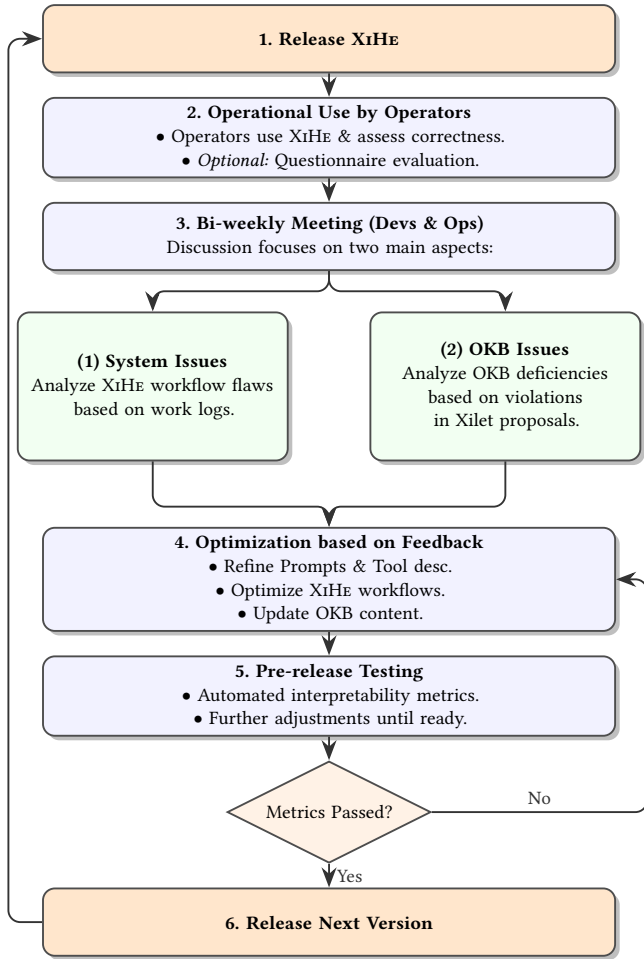 1. Release XɪHᴇ
2. Operational Use by Operators
• Operators use XɪHᴇ & assess correctness.
• Optional: Questionnaire evaluation.
3. Bi-weekly Meeting (Devs & Ops)
Discussion focuses on two main aspects:
(1) System Issues
Analyze XɪHᴇ workflow flaws
based on work logs.
(2) OKB Issues
Analyze OKB deficiencies
based on violations
in Xilet proposals.
4. Optimization based on Feedback
• Refine Prompts & Tool desc.
• Optimize XɪHᴇ workflows.
• Update OKB content.
5. Pre-release Testing
• Automated interpretability metrics.
• Further adjustments until ready.
Metrics Passed?
No
Yes
6. Release Next Version